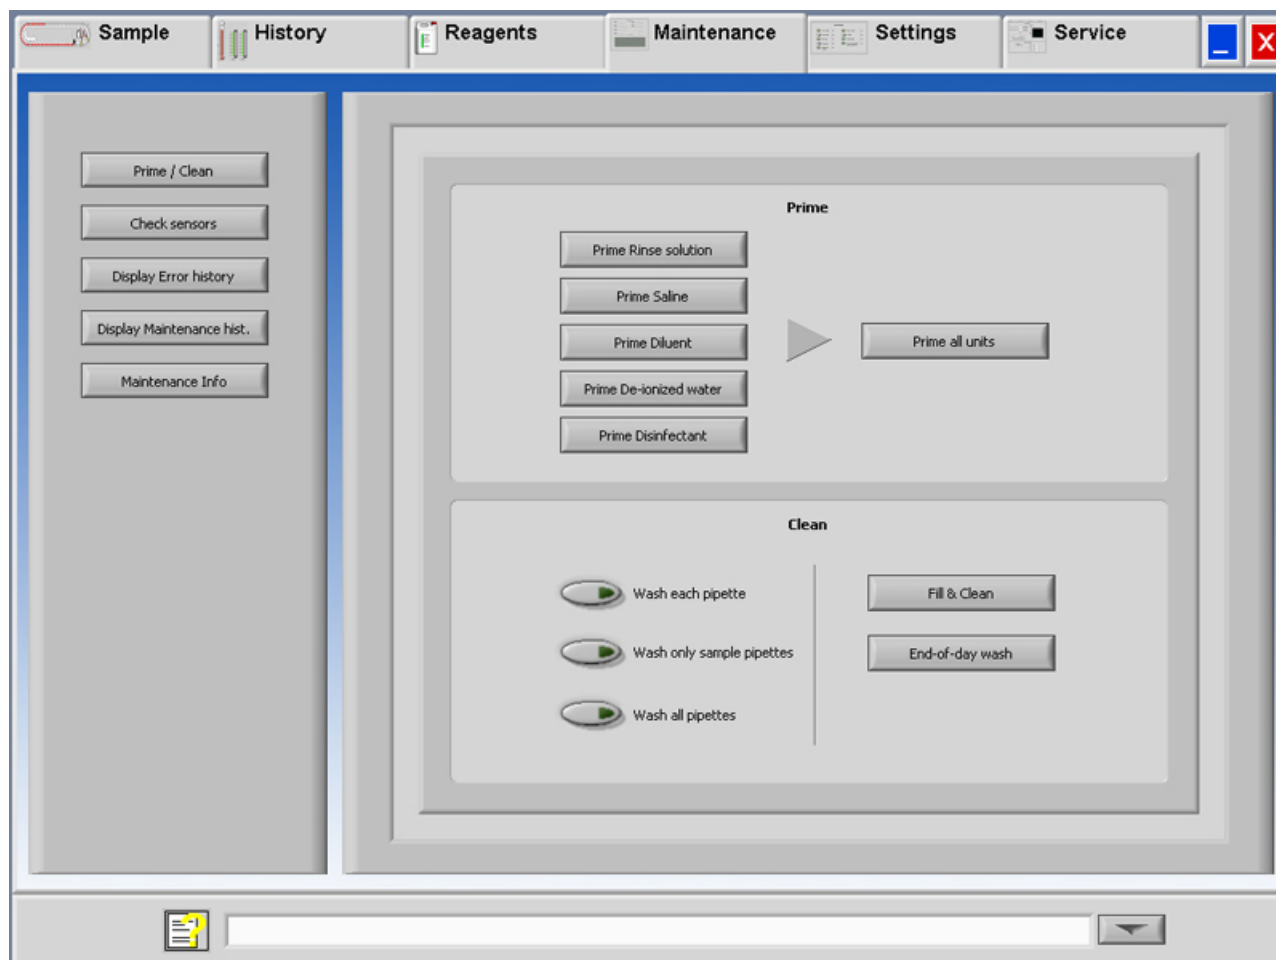 Sample
History
Reagents
Maintenance
Settings
Service
X
Prime / Clean
Check sensors
Display Error history
Display Maintenance hist.
Maintenance Info
Prime
Prime Rinse solution
Prime Saline
Prime Diluent
Prime De-ionized water
Prime Disinfectant
Prime all units
Clean
Wash each pipette
Wash only sample pipettes
Wash all pipettes
Fill & Clean
End-of-day wash
?